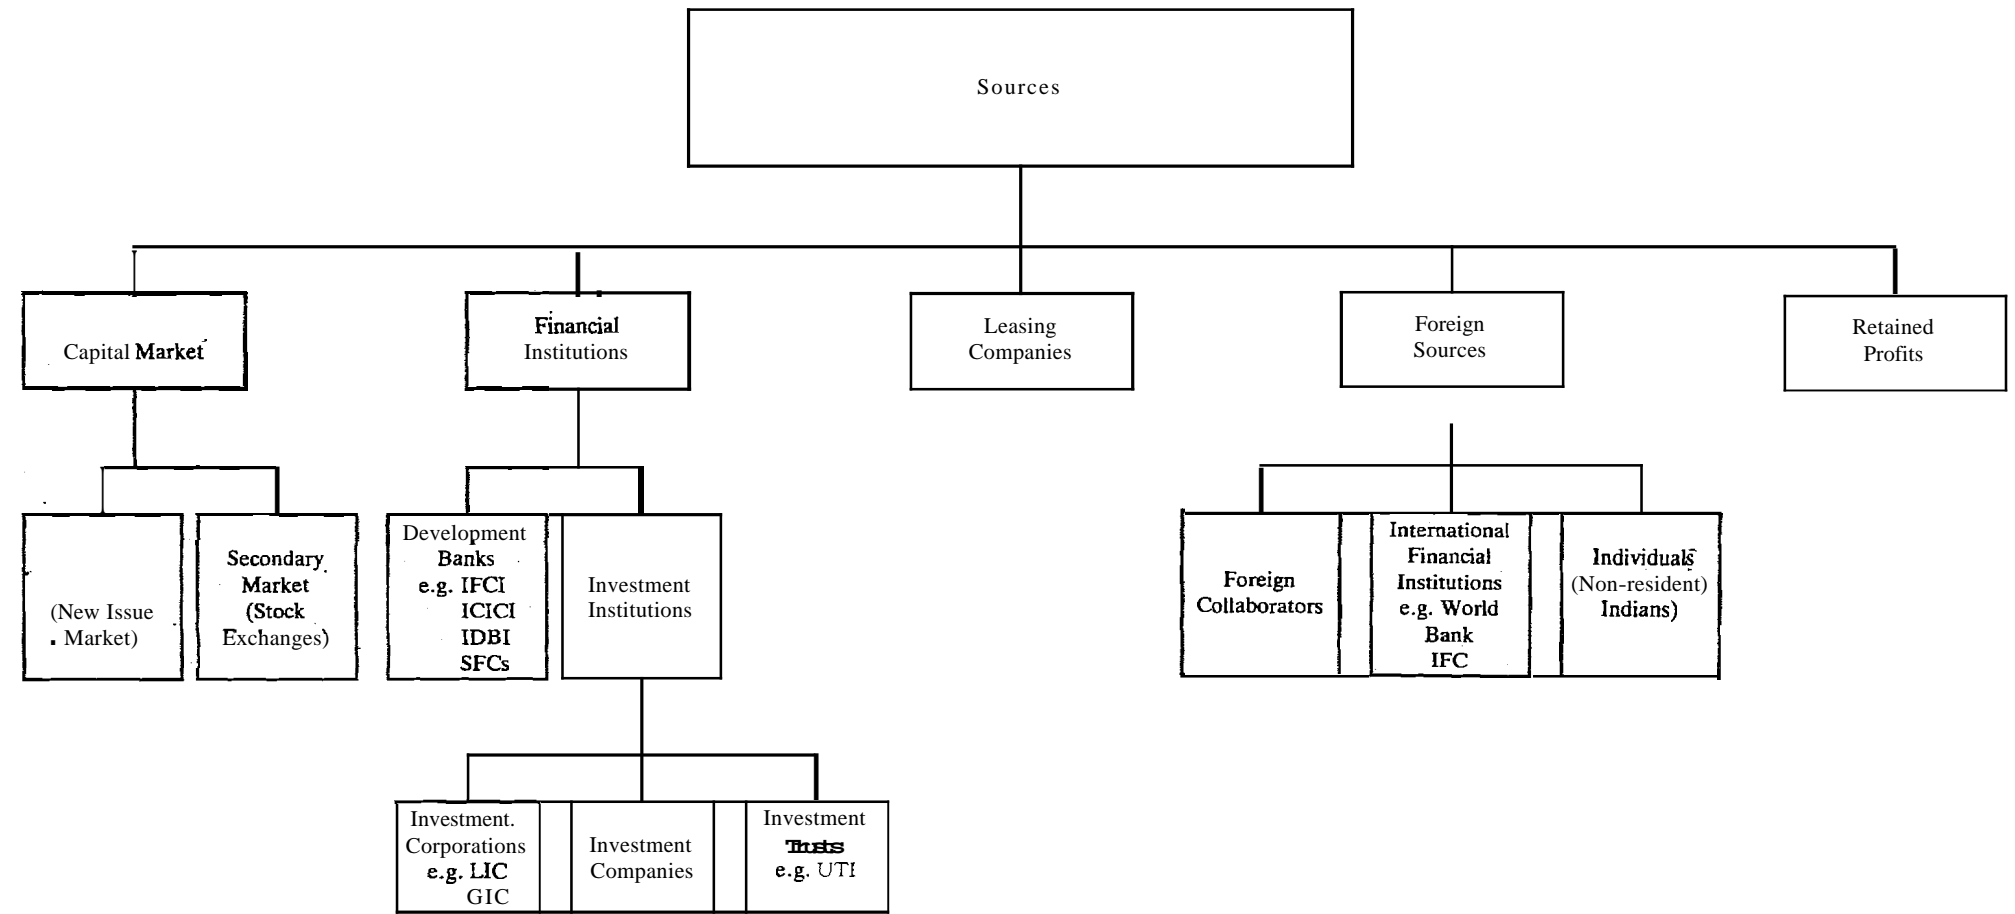 Sources
Capital Market
Financial
Institutions
Leasing
Companies
Foreign
Sources
Retained
Profits
(New Issue
Market)
Secondary
Market
(Stock
Exchanges)
Development
Banks
e.g. IFCI
ICICI
IDBI
SFCs
Investment
Institutions
Foreign
Collaborators
International
Financial
Institutions
e.g. World
Bank
IFC
Individuals
(Non-resident)
Indians)
Investment.
Corporations
e.g. LIC
GIC
Investment
Companies
Investment
Trusts
e.g. UTI